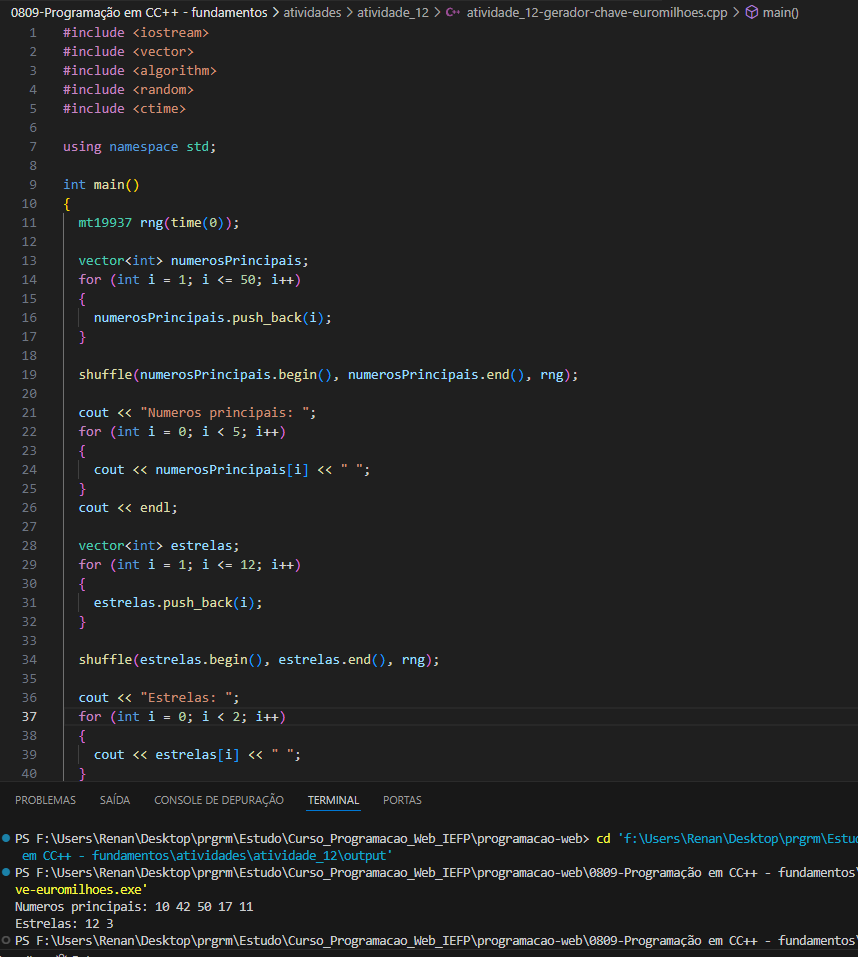 0809-Programação em CC++ - fundamentos > atividades > atividade_12 > C++ atividade_12-gerador-chave-euromilhoes.cpp > main()
1 #include <iostream>
2 #include <vector>
3 #include <algorithm>
4 #include <random>
5 #include <ctime>
6
7 using namespace std;
8
9 int main()
10 {
11 mt19937 rng(time(0));
12
13 vector<int> numerosPrincipais;
14 for (int i = 1; i <= 50; i++)
15 {
16 numerosPrincipais.push_back(i);
17 }
18
19 shuffle(numerosPrincipais.begin(), numerosPrincipais.end(), rng);
20
21 cout << "Numeros principais: ";
22 for (int i = 0; i < 5; i++)
23 {
24 cout << numerosPrincipais[i] << " ";
25 }
26 cout << endl;
27
28 vector<int> estrelas;
29 for (int i = 1; i <= 12; i++)
30 {
31 estrelas.push_back(i);
32 }
33
34 shuffle(estrelas.begin(), estrelas.end(), rng);
35
36 cout << "Estrelas: ";
37 for (int i = 0; i < 2; i++)
38 {
39 cout << estrelas[i] << " ";
40 }
PROBLEMAS SAÍDA CONSOLE DE DEPURAÇÃO TERMINAL PORTAS
PS F:\Users\Renan\Desktop\prgrm\Estudo\Curso_Programacao_Web_IEFP\programacao-web> cd 'f:\Users\Renan\Desktop\prgrm\Estud
em CC++ - fundamentos\atividades\atividade_12\output'
PS F:\Users\Renan\Desktop\prgrm\Estudo\Curso_Programacao_Web_IEFP\programacao-web\0809-Programação em CC++ - fundamentos\
ve-euromilhoes.exe'
Numeros principais: 10 42 50 17 11
Estrelas: 12 3
PS F:\Users\Renan\Desktop\prgrm\Estudo\Curso_Programacao_Web_IEFP\programacao-web\0809-Programação em CC++ - fundamentos\